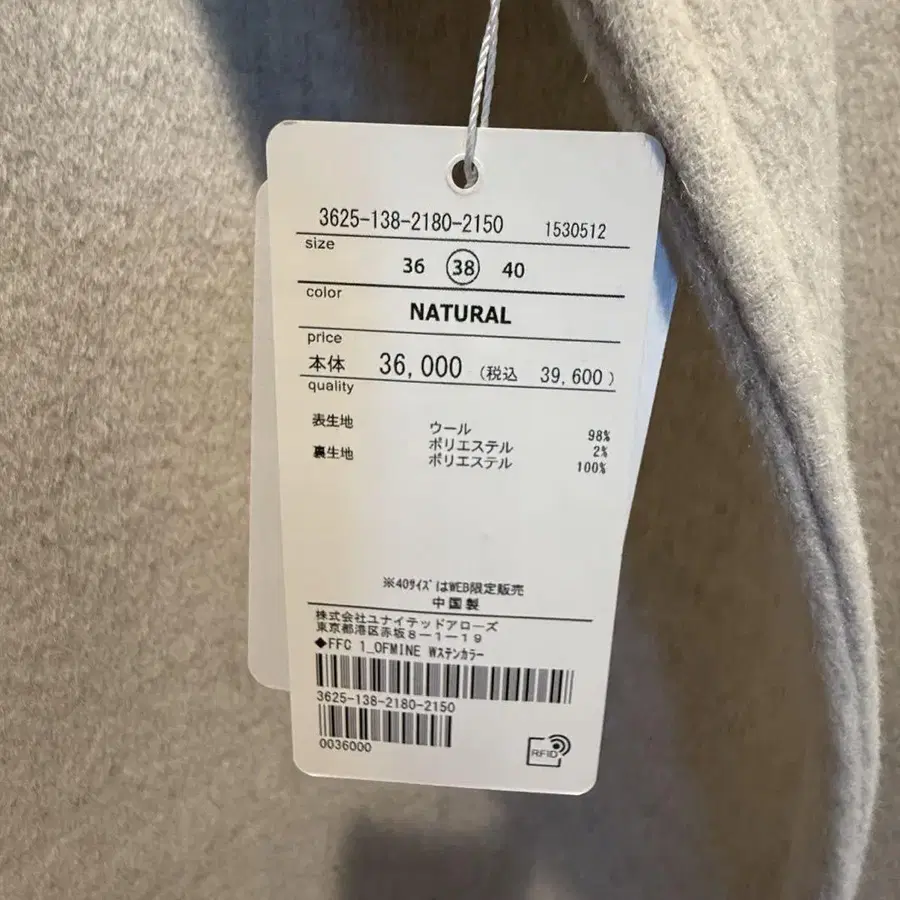 3625-138-2180-2150 1530512
size
36 38 40
color
NATURAL
price
本体 36,000 (税込 39,600)
quality
表生地 ウール 98%
ポリエステル 2%
裏生地 ポリエステル 100%
※40ｻｲｽﾞはWEB限定販売
中国製
株式会社ユナイテッドアローズ
東京都港区赤坂8-1-19
◆FFC 1_OFMINE Wｽﾃﾝｶﾗｰ
3625-138-2180-2150
0036000
RFID